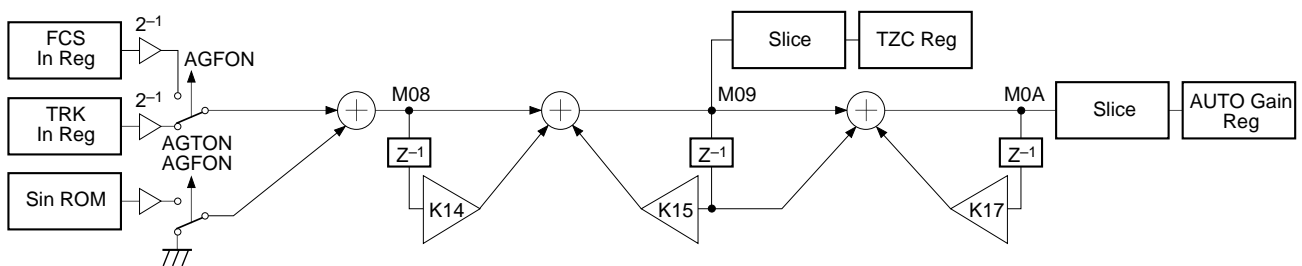 FCS
In Reg
2–1
AGFON
TRK
In Reg
2–1
AGTON
AGFON
Sin ROM
M08
Z–1
K14
Slice
TZC Reg
M09
Z–1
K15
M0A
Z–1
K17
Slice
AUTO Gain
Reg